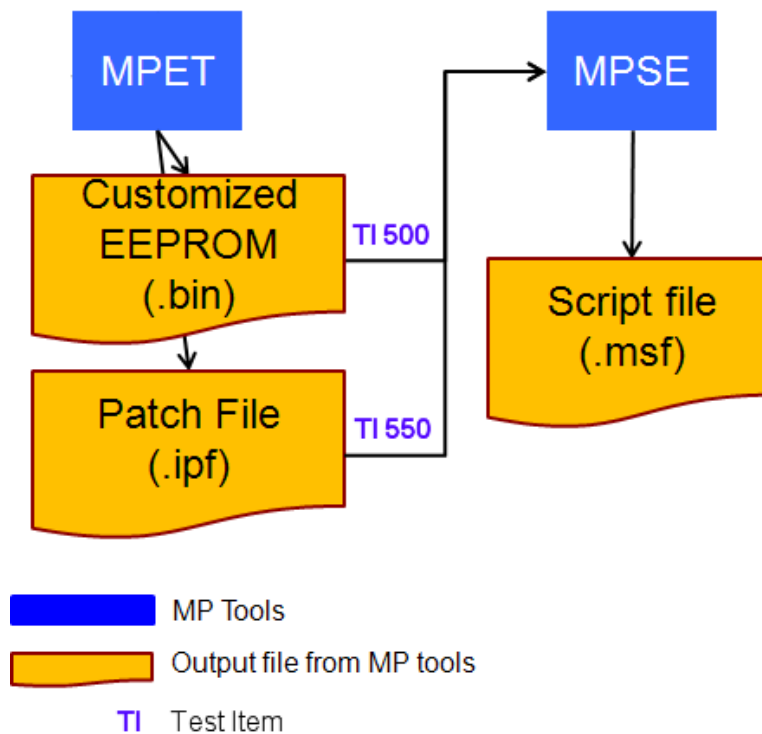 MPET
MPSE
Customized
EEPROM
(.bin)
TI 500
Script file
(.msf)
Patch File
(.ipf)
TI 550
MP Tools
Output file from MP tools
TI Test Item